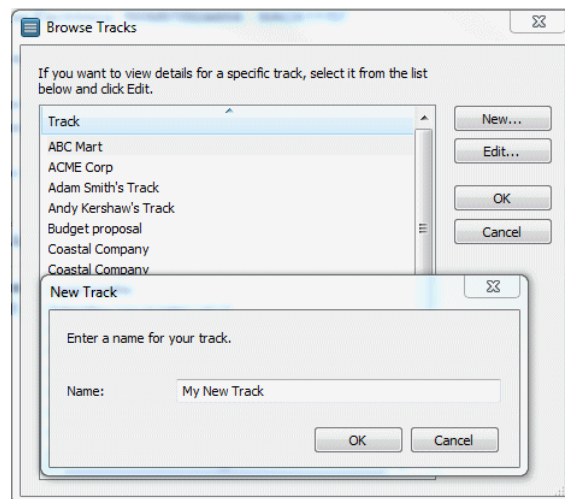 Browse Tracks
If you want to view details for a specific track, select it from the list
below and click Edit.
Track
New...
Edit...
OK
Cancel
ABC Mart
ACME Corp
Adam Smith's Track
Andy Kershaw's Track
Budget proposal
Coastal Company
Coastal Company
New Track
Enter a name for your track.
Name: My New Track
OK Cancel